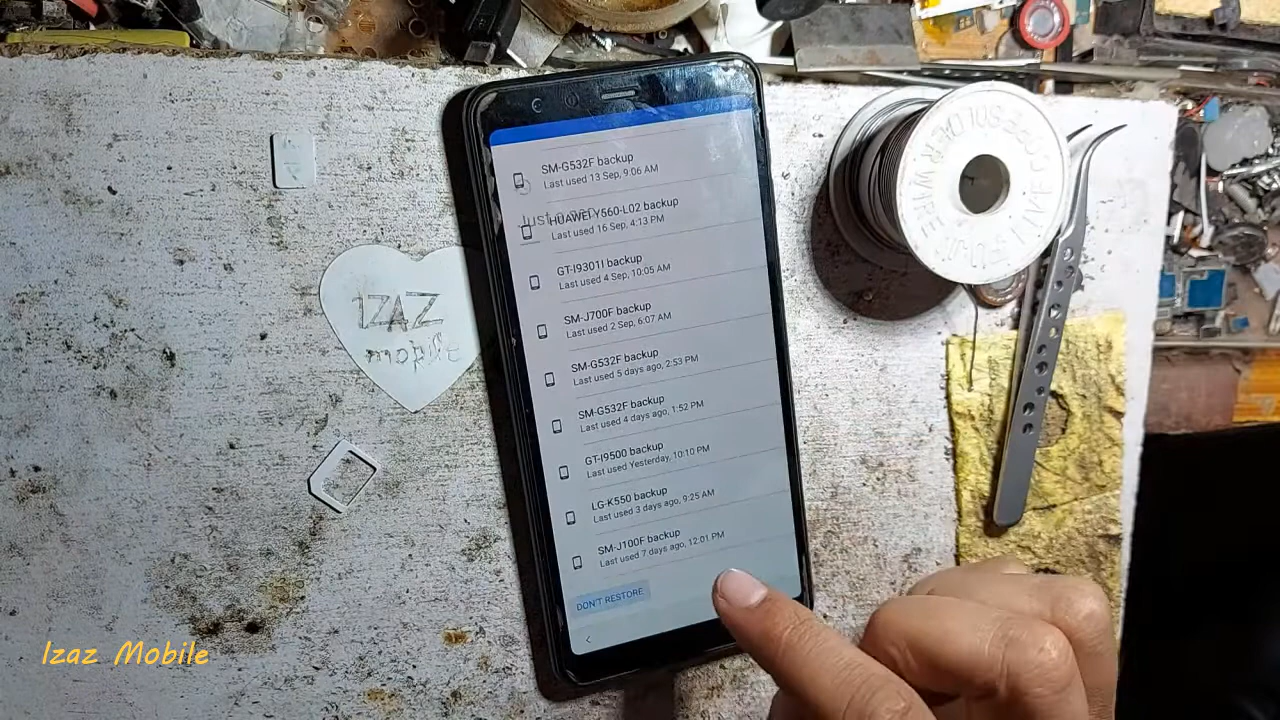 SM-G532F backup
Last used 13 Sep, 9:06 AM
HUAWEI Y560-L02 backup
Last used 16 Sep, 4:13 PM
GT-I9301I backup
Last used 4 Sep, 10:05 AM
SM-J700F backup
Last used 2 Sep, 6:07 AM
SM-G532F backup
Last used 5 days ago, 2:53 PM
SM-G532F backup
Last used 4 days ago, 1:52 PM
GT-I9500 backup
Last used Yesterday, 10:10 PM
LG-K550 backup
Last used 3 days ago, 9:25 AM
SM-J100F backup
Last used 7 days ago, 12:01 PM
DON'T RESTORE
IZAZ
mopile
Izaz Mobile